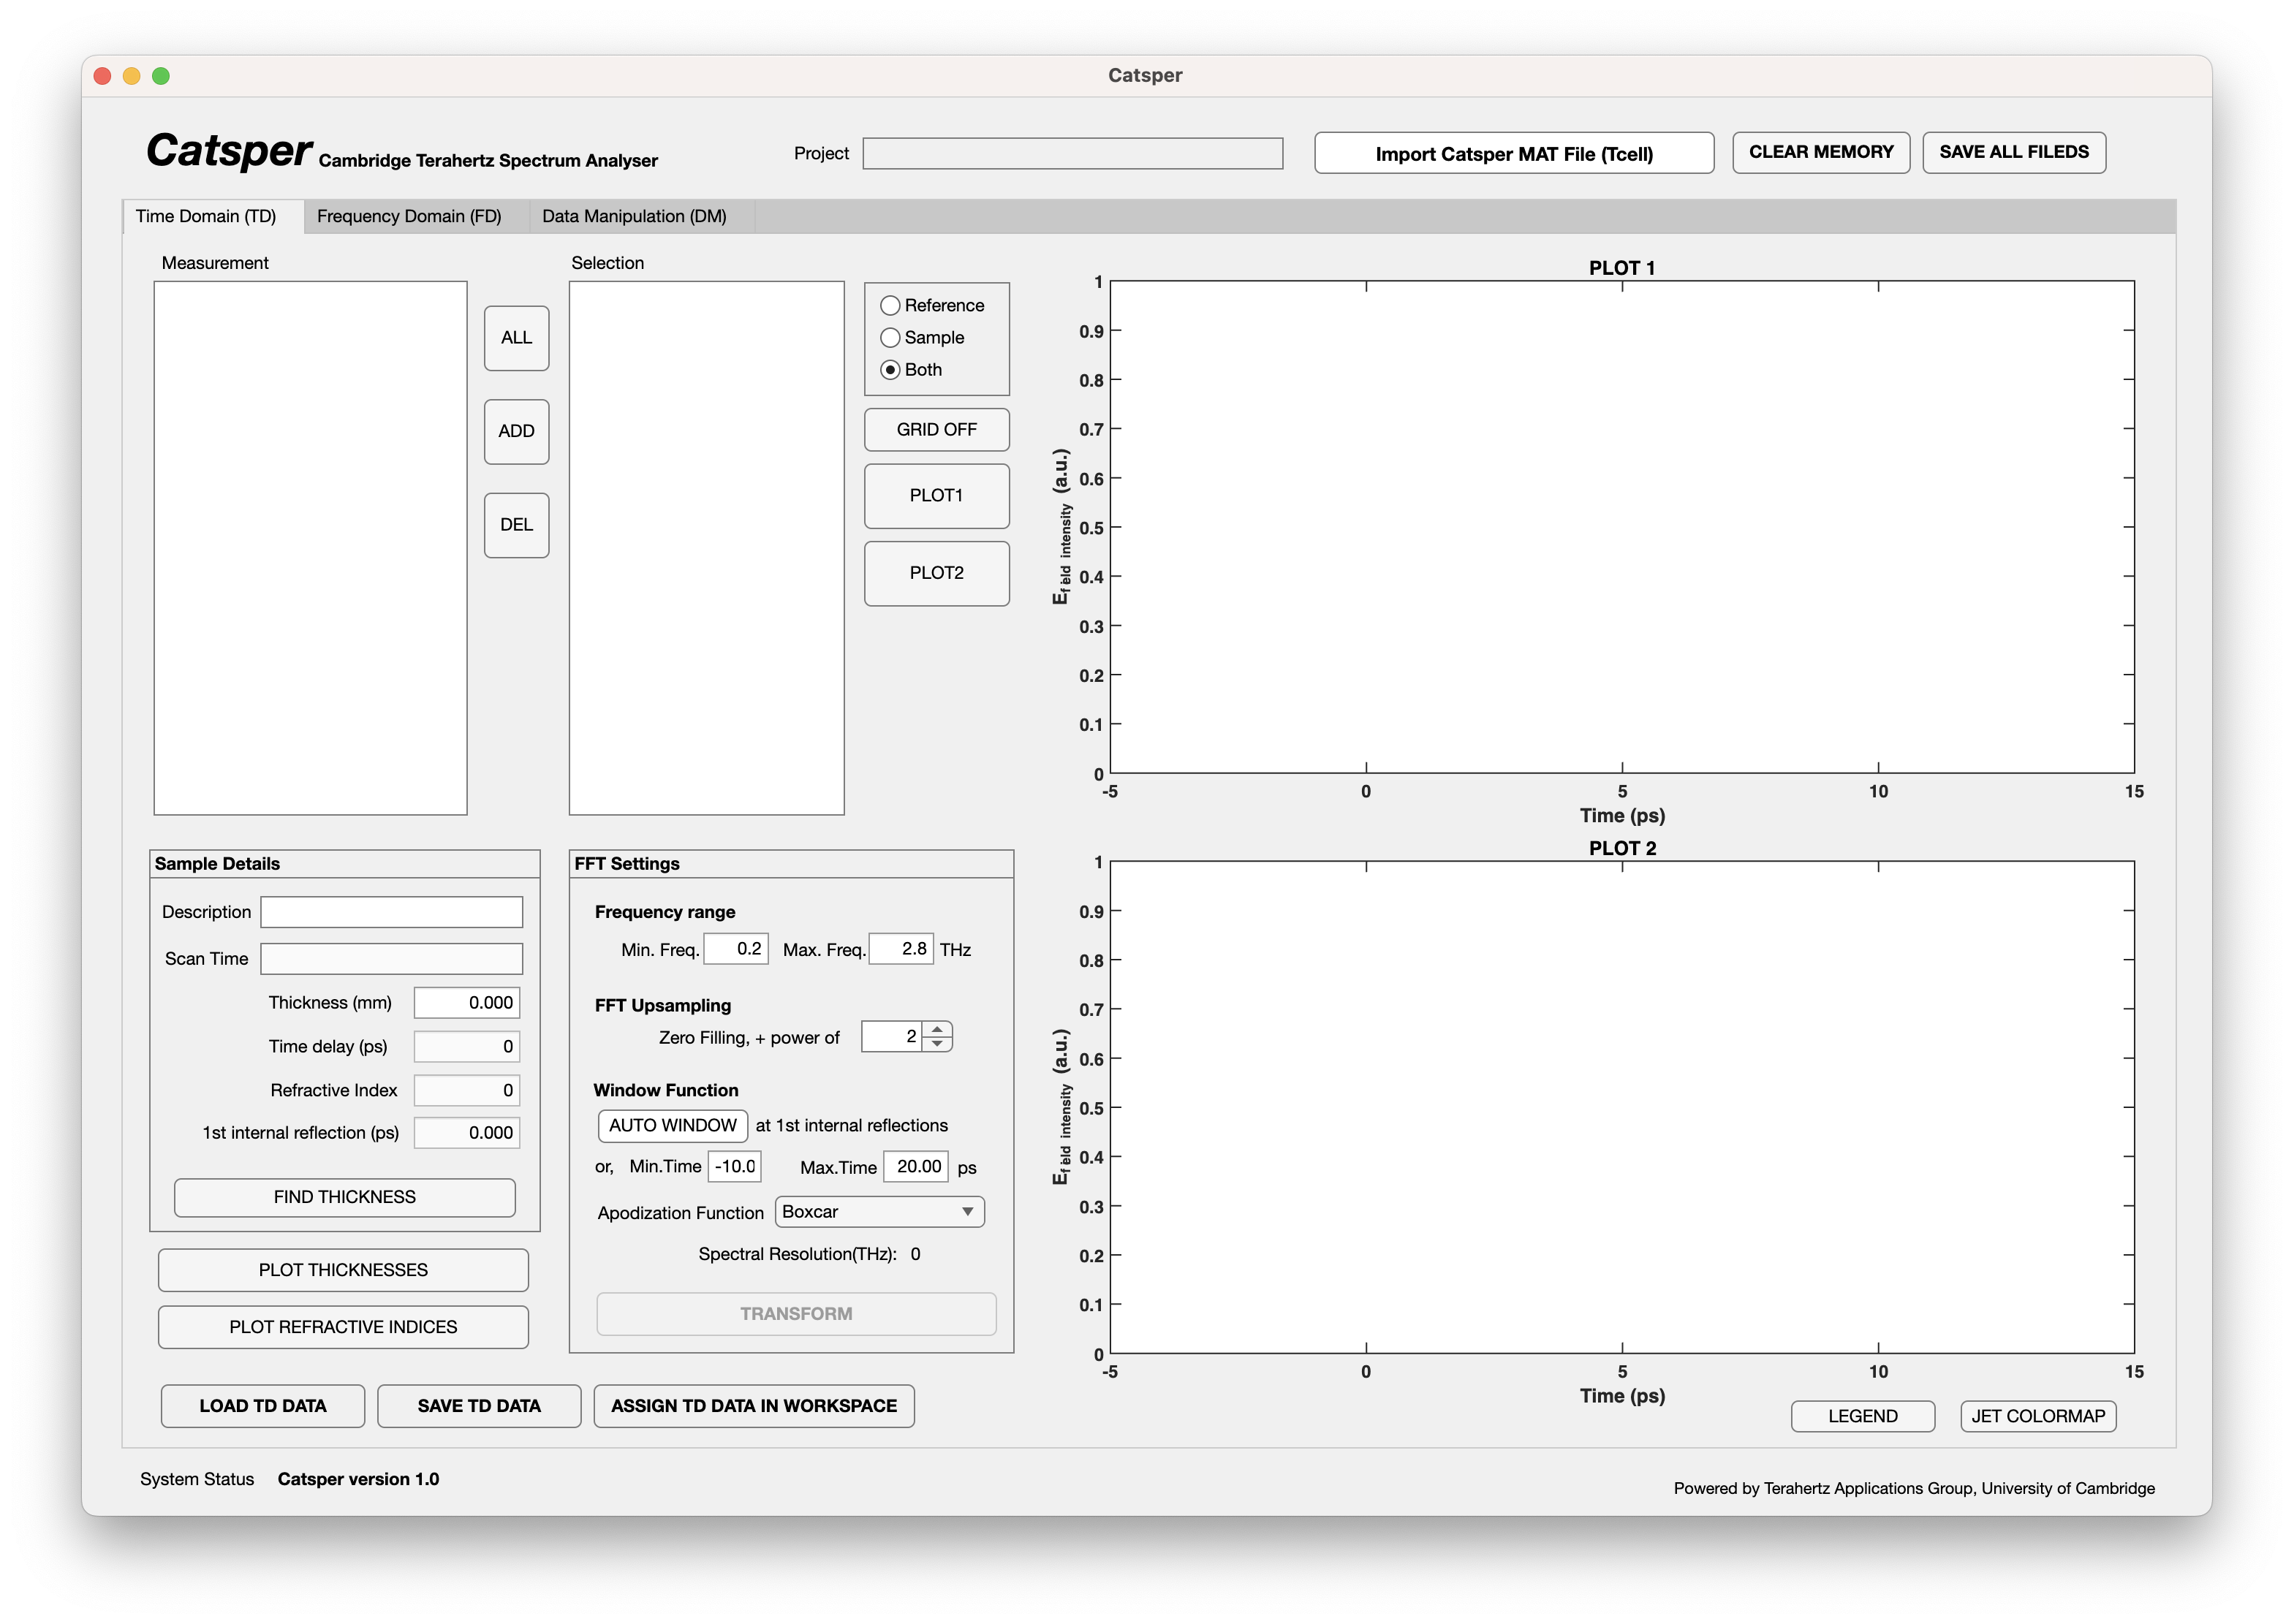 Catsper
Catsper Cambridge Terahertz Spectrum Analyser
Project
Import Catsper MAT File (Tcell)
CLEAR MEMORY
SAVE ALL FILEDS
Time Domain (TD)
Frequency Domain (FD)
Data Manipulation (DM)
Measurement
Selection
ALL
ADD
DEL
Reference
Sample
Both
GRID OFF
PLOT1
PLOT2
PLOT 1
1
0.9
0.8
0.7
0.6
0.5
0.4
0.3
0.2
0.1
0
Efield intensity (a.u.)
-5 0 5 10 15
Time (ps)
Sample Details
Description
Scan Time
Thickness (mm) 0.000
Time delay (ps) 0
Refractive Index 0
1st internal reflection (ps) 0.000
FIND THICKNESS
PLOT THICKNESSES
PLOT REFRACTIVE INDICES
FFT Settings
Frequency range
Min. Freq. 0.2 Max. Freq. 2.8 THz
FFT Upsampling
Zero Filling, + power of 2
Window Function
AUTO WINDOW at 1st internal reflections
or, Min.Time -10.0 Max.Time 20.00 ps
Apodization Function Boxcar
Spectral Resolution(THz): 0
TRANSFORM
PLOT 2
1
0.9
0.8
0.7
0.6
0.5
0.4
0.3
0.2
0.1
0
Efield intensity (a.u.)
-5 0 5 10 15
Time (ps)
LOAD TD DATA
SAVE TD DATA
ASSIGN TD DATA IN WORKSPACE
LEGEND
JET COLORMAP
System Status Catsper version 1.0
Powered by Terahertz Applications Group, University of Cambridge